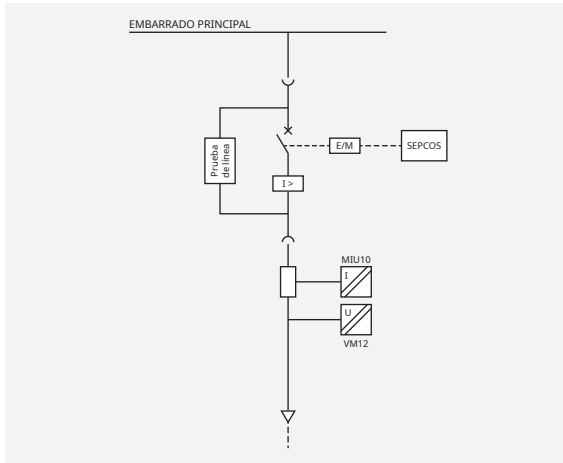 EMBARRADO PRINCIPAL
Prueba
de línea
E/M
SEPCOS
I >
MIU10
I
U
VM12